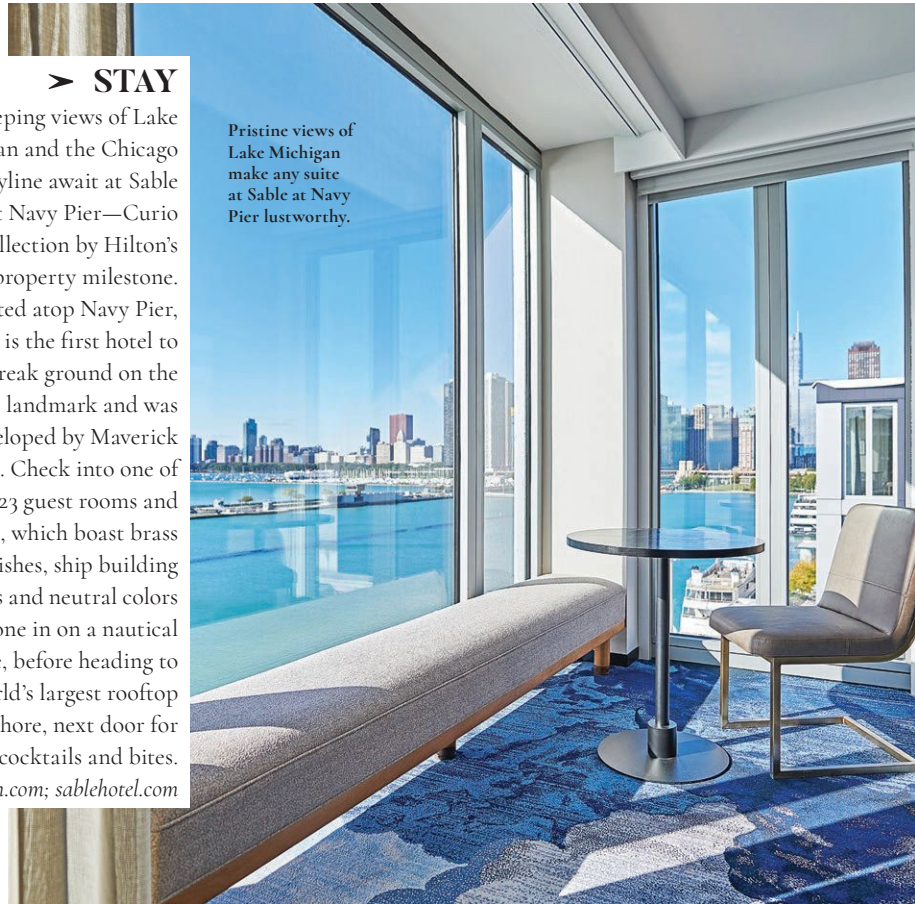 ➤ STAY
eping views of Lake
an and the Chicago
yline await at Sable
t Navy Pier—Curio
llection by Hilton's
property milestone.
ted atop Navy Pier,
is the first hotel to
reak ground on the
landmark and was
eloped by Maverick
. Check into one of
23 guest rooms and
, which boast brass
ishes, ship building
s and neutral colors
one in on a nautical
e, before heading to
rld's largest rooftop
hore, next door for
cocktails and bites.
n.com; sablehotel.com
Pristine views of
Lake Michigan
make any suite
at Sable at Navy
Pier lustworthy.